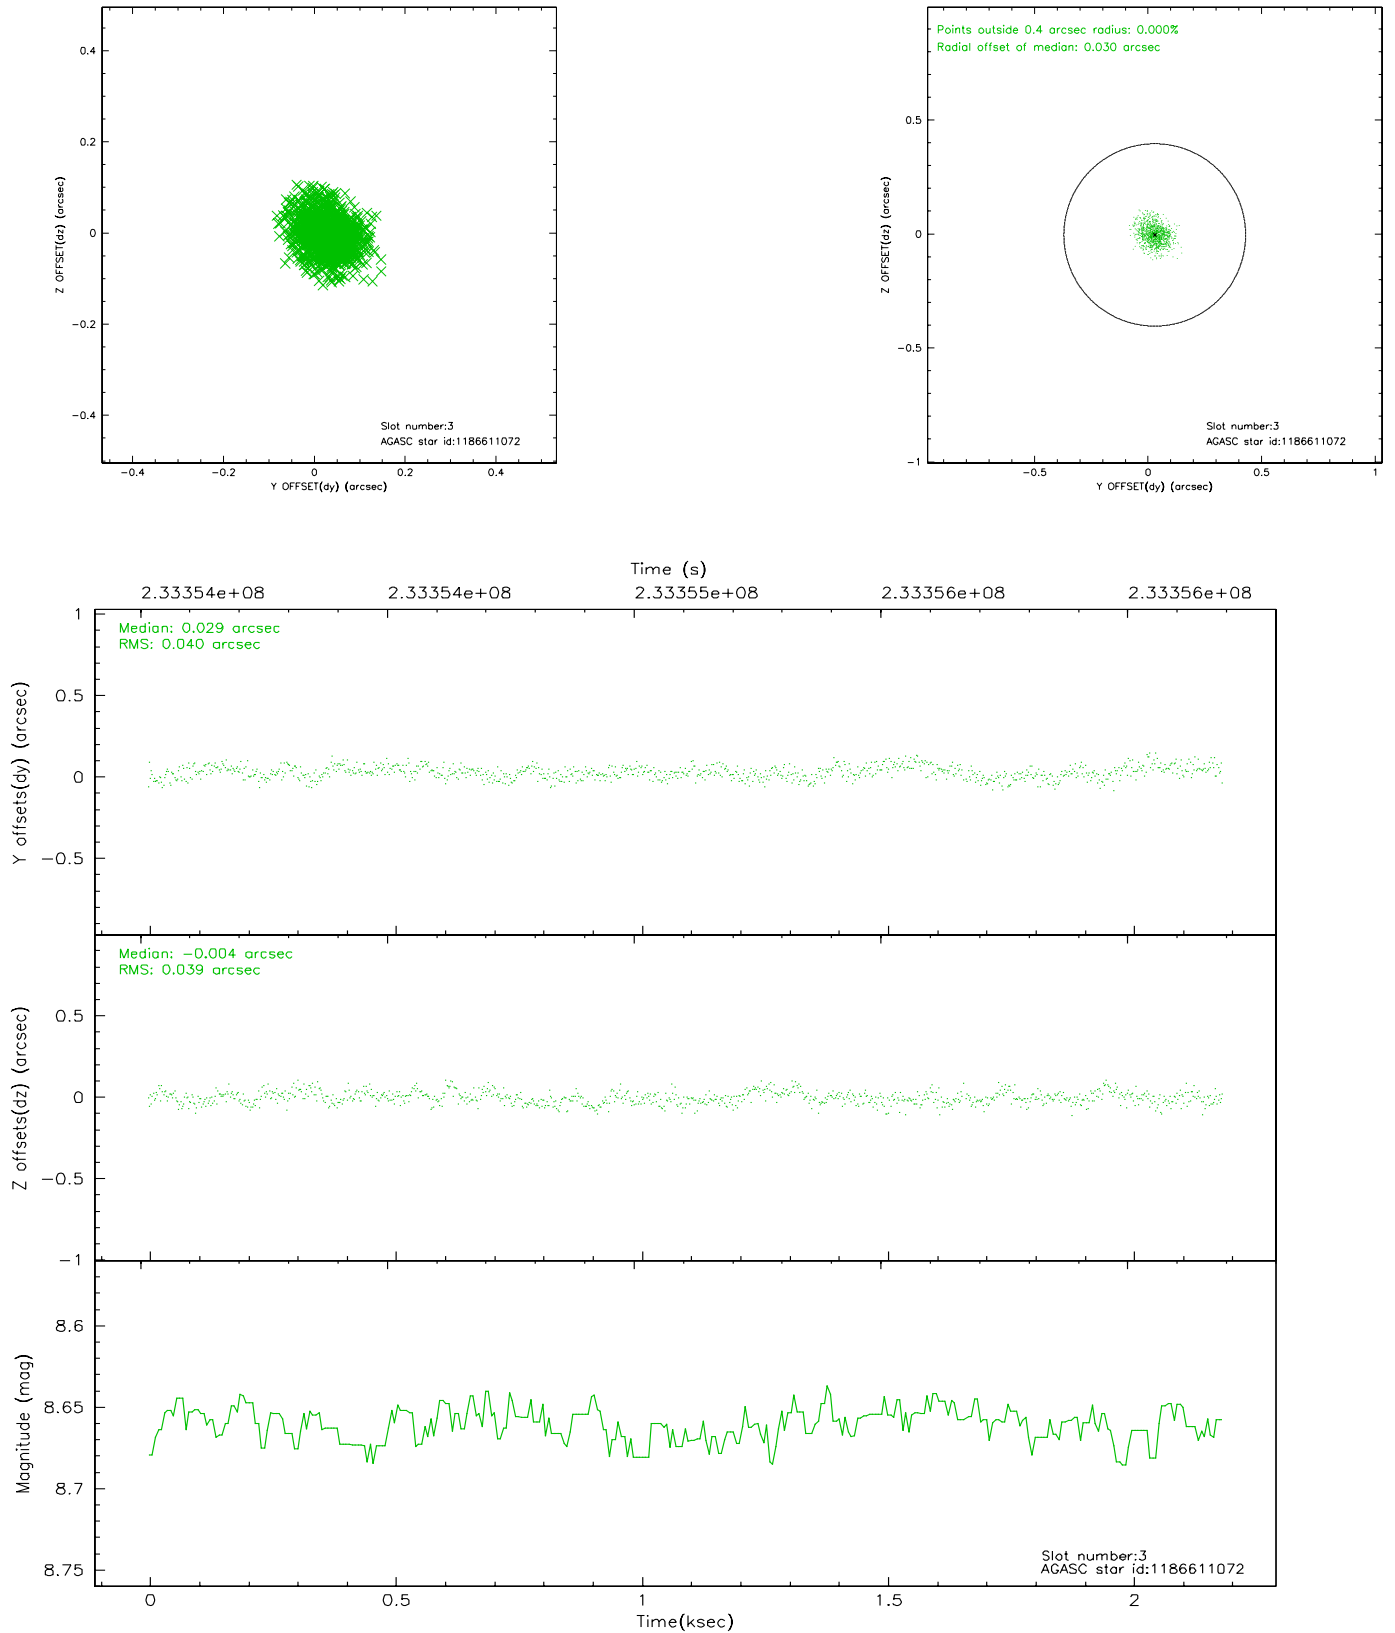 0.4
0.2
0
−0.2
−0.4
Z OFFSET(dz) (arcsec)
−0.4
−0.2
0
0.2
0.4
Y OFFSET(dy) (arcsec)
Slot number:3
AGASC star id:1186611072
Points outside 0.4 arcsec radius: 0.000%
Radial offset of median: 0.030 arcsec
0.5
0
−0.5
−1
Z OFFSET(dz) (arcsec)
−0.5
0
0.5
1
Y OFFSET(dy) (arcsec)
Slot number:3
AGASC star id:1186611072
Time (s)
2.33354e+08
2.33354e+08
2.33355e+08
2.33356e+08
2.33356e+08
Median: 0.029 arcsec
RMS: 0.040 arcsec
1
0.5
0
−0.5
Y offsets(dy) (arcsec)
Median: −0.004 arcsec
RMS: 0.039 arcsec
0.5
0
−0.5
−1
Z offsets(dz) (arcsec)
8.6
8.65
8.7
8.75
Magnitude (mag)
Slot number:3
AGASC star id:1186611072
0
0.5
1
1.5
2
Time(ksec)